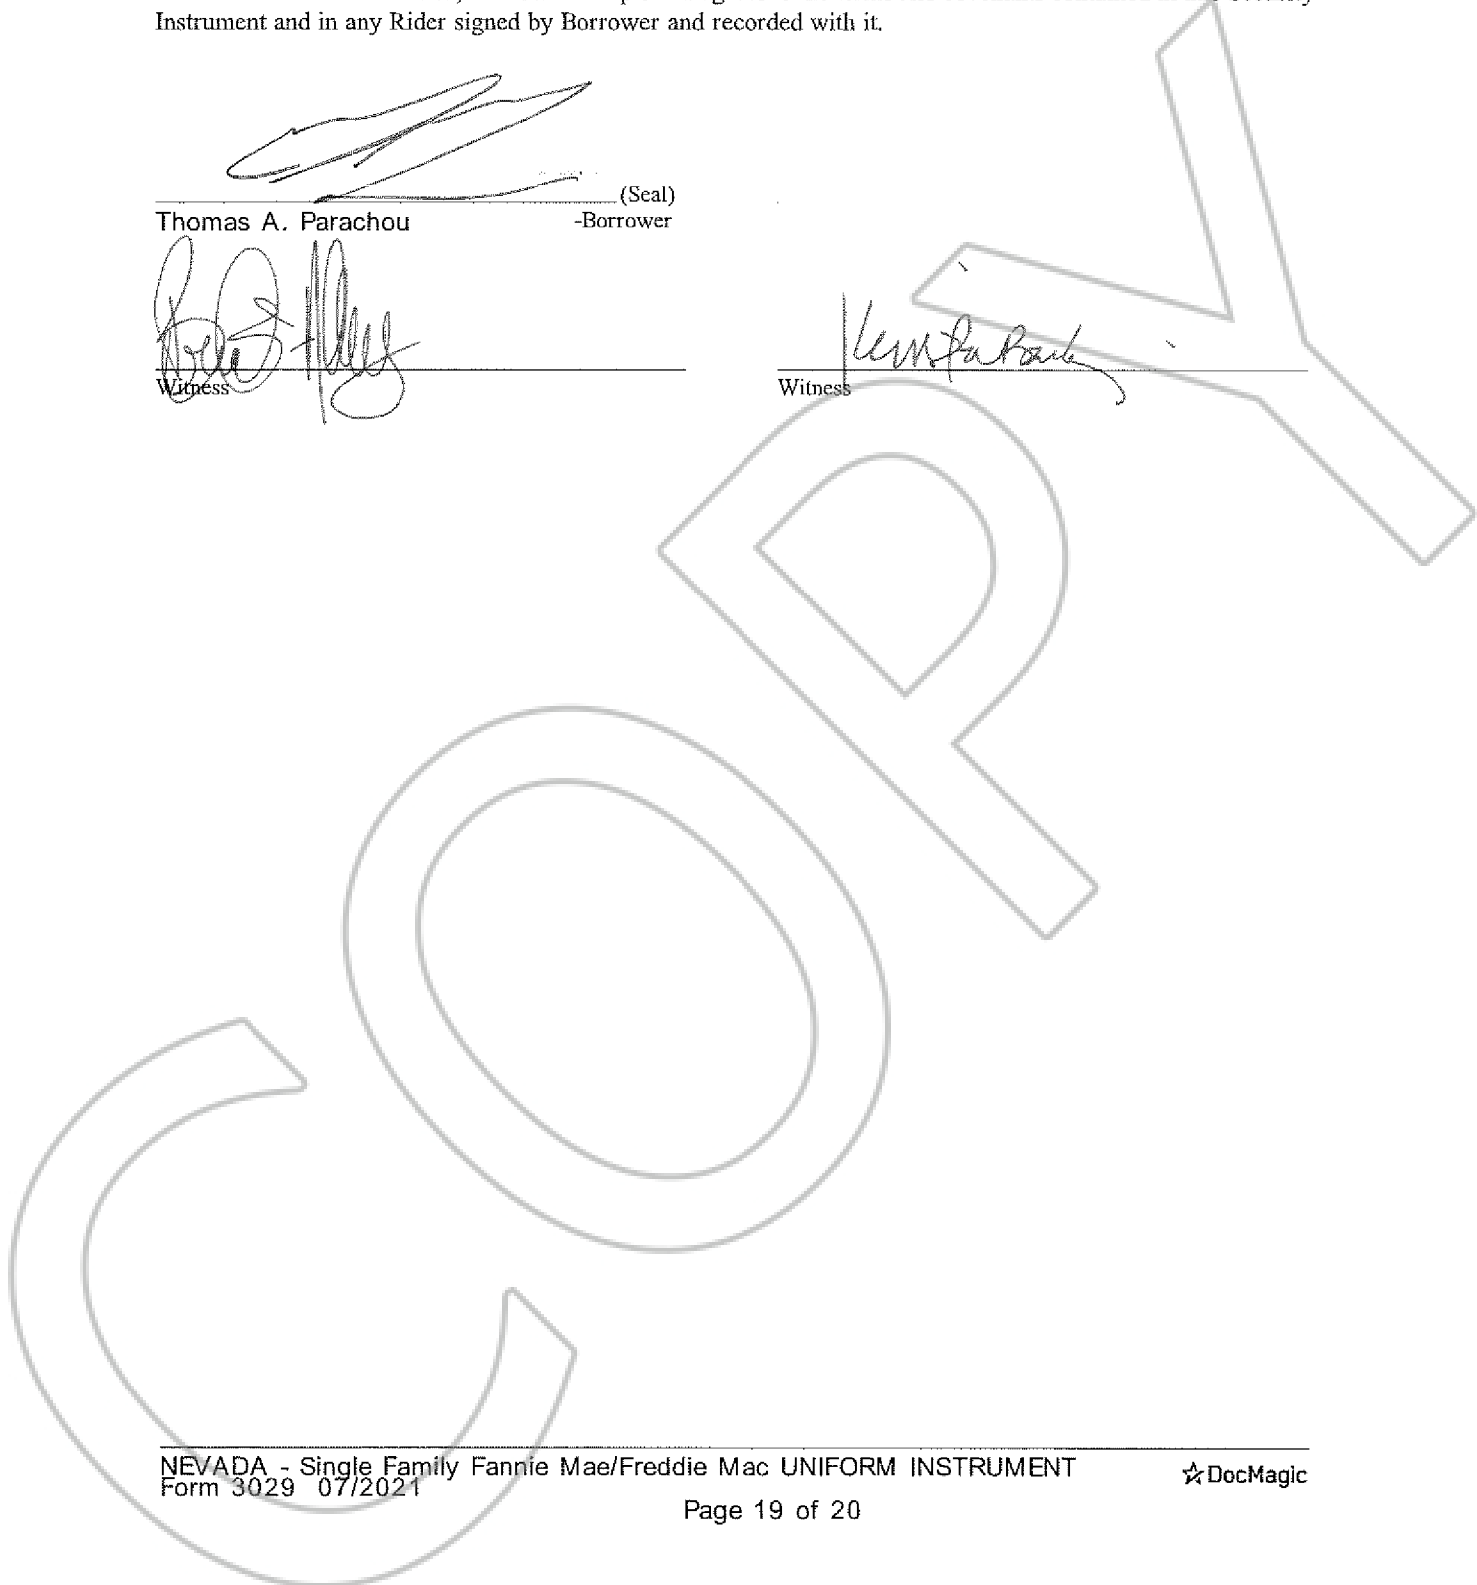 Instrument and in any Rider signed by Borrower and recorded with it.
(Seal)
Thomas A. Parachou -Borrower
Witness Witness
COPY
NEVADA - Single Family Fannie Mae/Freddie Mac UNIFORM INSTRUMENT DocMagic
Form 3029 07/2021
Page 19 of 20